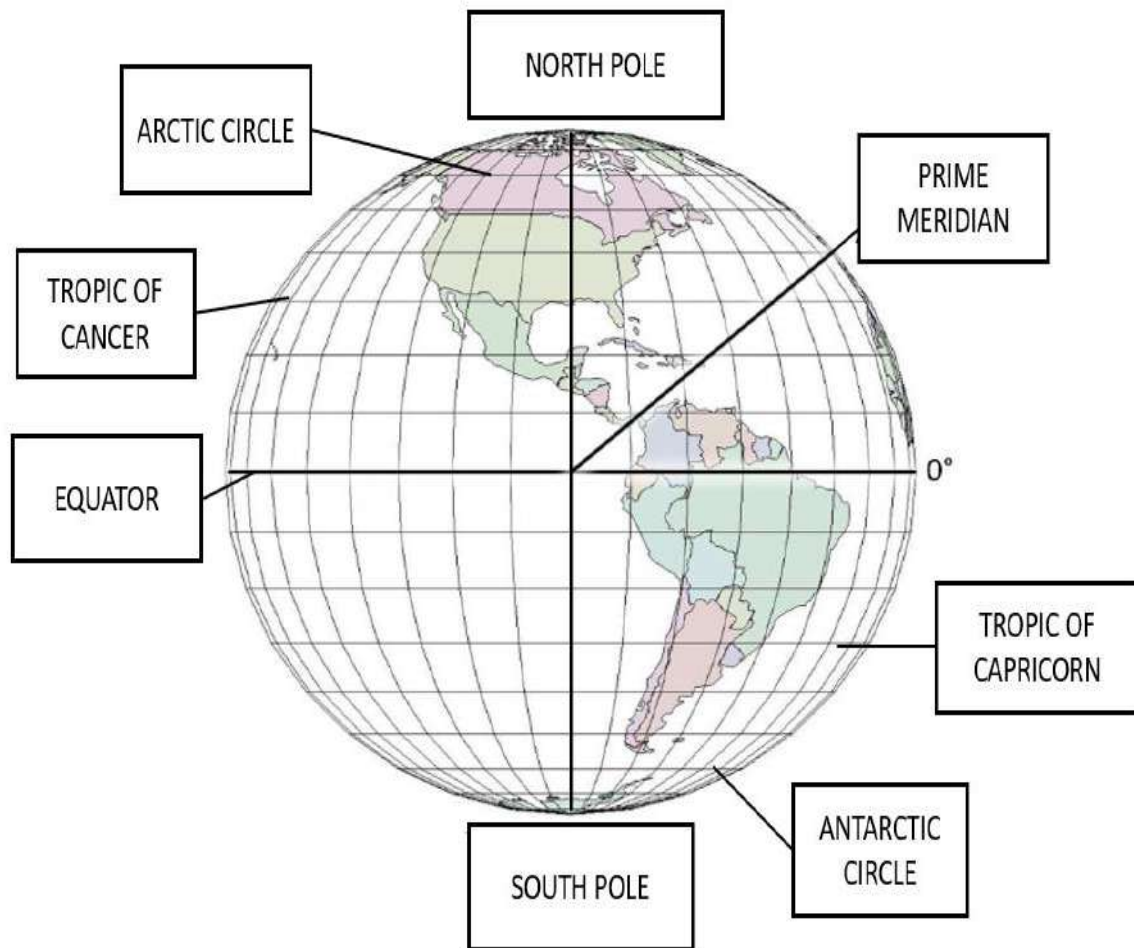 NORTH POLE
ARCTIC CIRCLE
PRIME
MERIDIAN
TROPIC OF
CANCER
EQUATOR
0°
TROPIC OF
CAPRICORN
ANTARCTIC
CIRCLE
SOUTH POLE